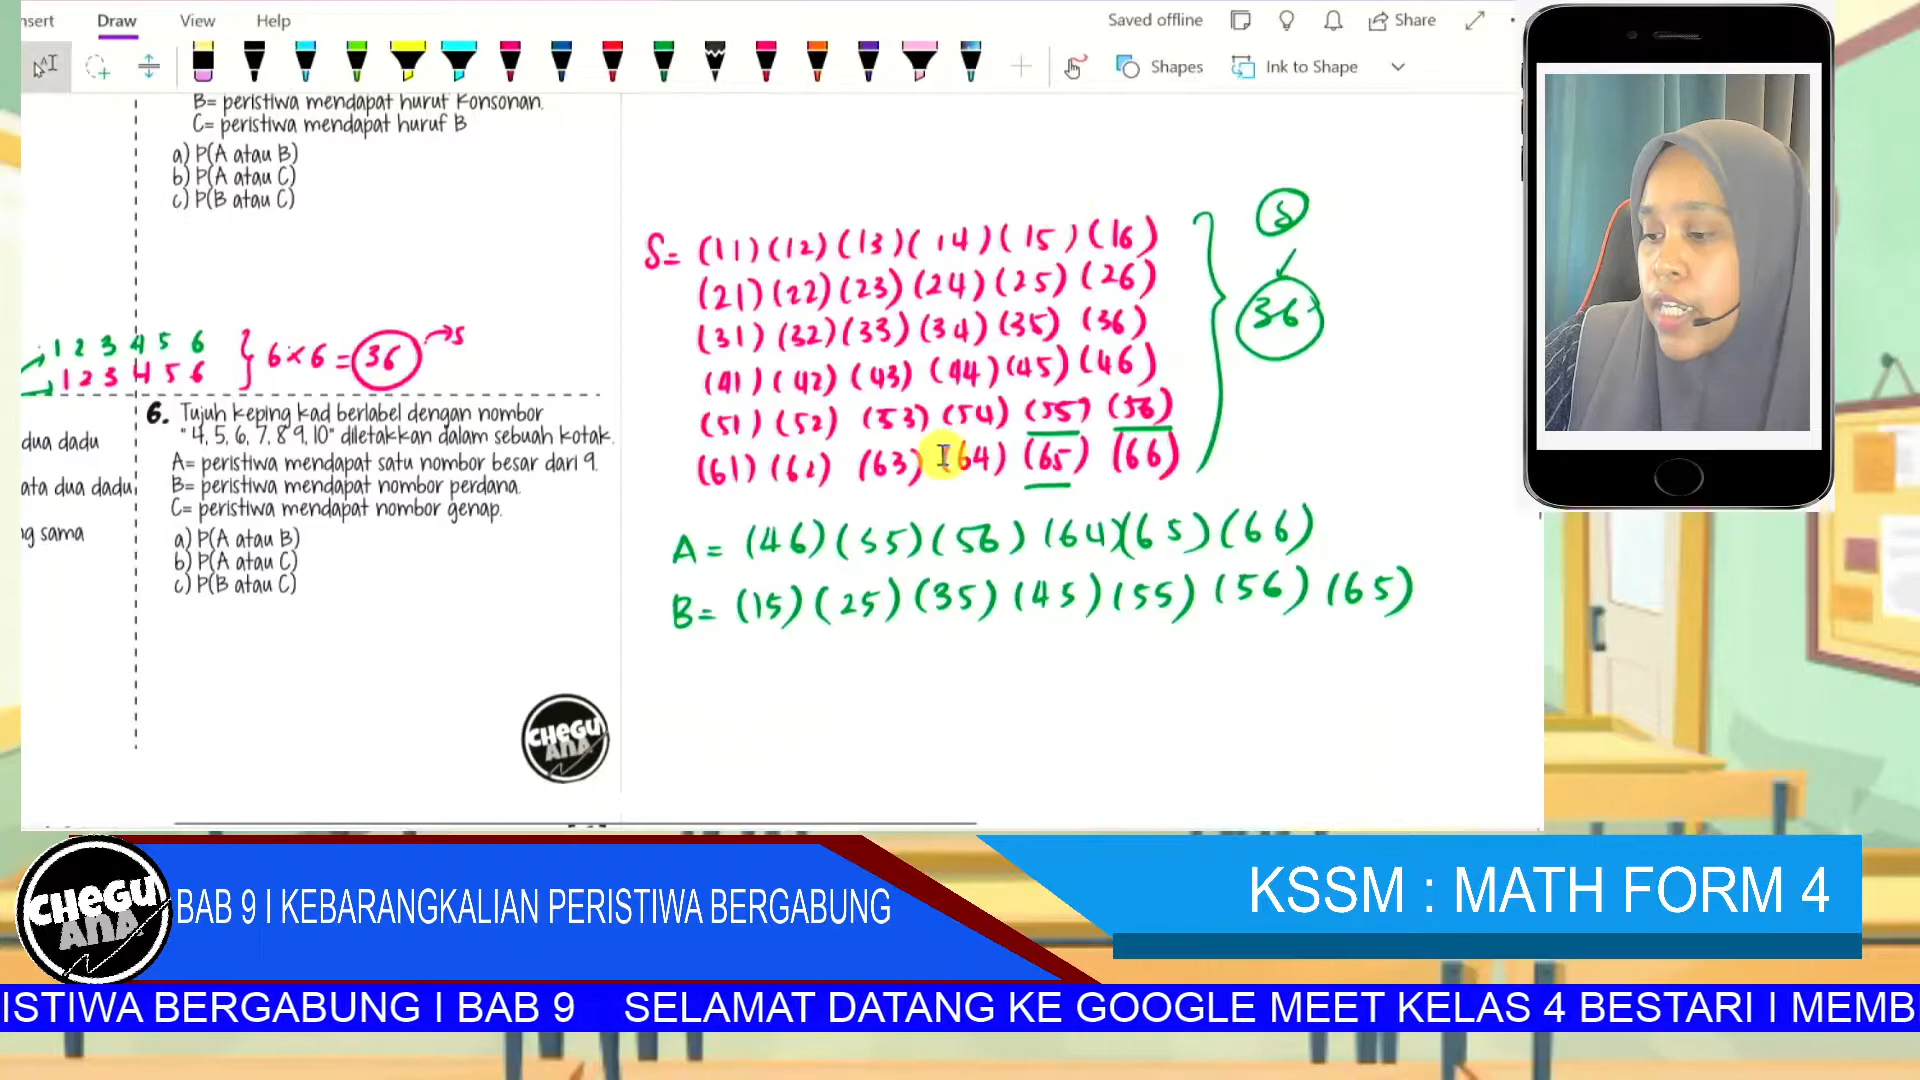 nsert Draw View Help Saved offline Share
Shapes Ink to Shape
B= peristiwa mendapat huruf Konsonan.
C= peristiwa mendapat huruf B
a) P(A atau B)
b) P(A atau C)
c) P(B atau C)
1 2 3 4 5 6
1 2 3 4 5 6
} 6 × 6 = 36 → S
dua dadu
ata dua dadu
ng sama
6. Tujuh keping kad berlabel dengan nombor
" 4, 5, 6, 7, 8 9, 10" diletakkan dalam sebuah kotak.
A= peristiwa mendapat satu nombor besar dari 9.
B= peristiwa mendapat nombor perdana.
C= peristiwa mendapat nombor genap.
a) P(A atau B)
b) P(A atau C)
c) P(B atau C)
CHEGU
ANA
S= (11) (12) (13) (14) (15) (16)
(21) (22) (23) (24) (25) (26)
(31) (32) (33) (34) (35) (36)
(41) (42) (43) (44) (45) (46)
(51) (52) (53) (54) (55) (56)
(61) (62) (63) (64) (65) (66)
S
36
A = (46) (55) (56) (64) (65) (66)
B = (15) (25) (35) (45) (55) (56) (65)
CHEGU
ANA
BAB 9 I KEBARANGKALIAN PERISTIWA BERGABUNG
KSSM : MATH FORM 4
ISTIWA BERGABUNG I BAB 9 SELAMAT DATANG KE GOOGLE MEET KELAS 4 BESTARI I MEMB